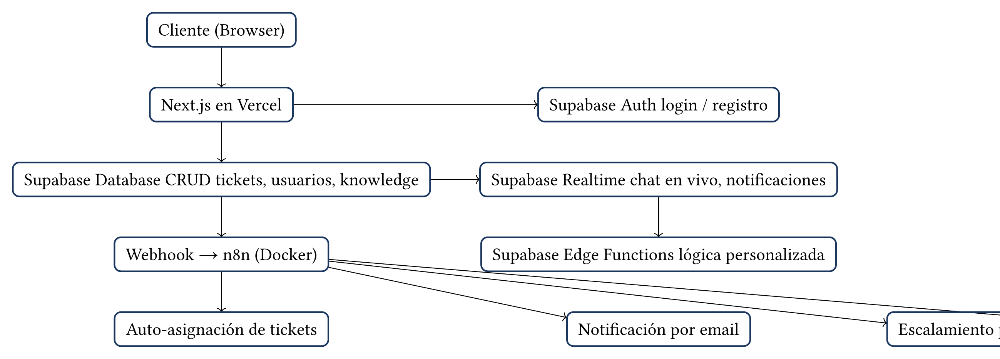 Cliente (Browser)
Next.js en Vercel
Supabase Auth login / registro
Supabase Database CRUD tickets, usuarios, knowledge
Supabase Realtime chat en vivo, notificaciones
Webhook → n8n (Docker)
Supabase Edge Functions lógica personalizada
Auto-asignación de tickets
Notificación por email
Escalamiento